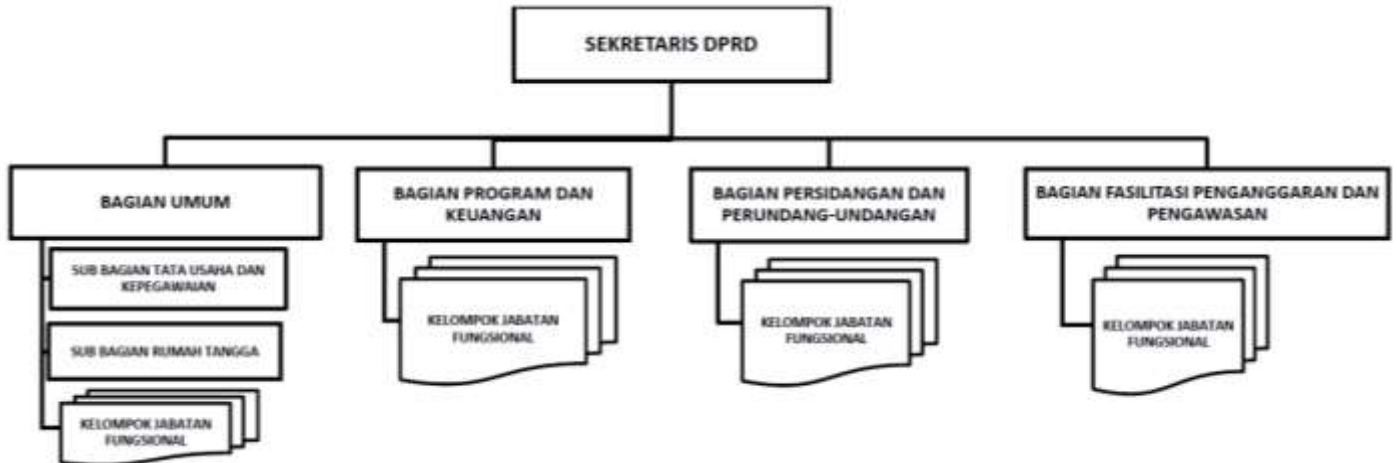 SEKRETARIS DPRD
BAGIAN UMUM
SUB BAGIAN TATA USAHA DAN
KEPEGAWAIAN
SUB BAGIAN RUMAH TANGGA
KELOMPOK JABATAN
FUNGSIONAL
BAGIAN PROGRAM DAN
KEUANGAN
KELOMPOK JABATAN
FUNGSIONAL
BAGIAN PERSIDANGAN DAN
PERUNDANG-UNDANGAN
KELOMPOK JABATAN
FUNGSIONAL
BAGIAN FASILITASI PENGANGGARAN DAN
PENGAWASAN
KELOMPOK JABATAN
FUNGSIONAL